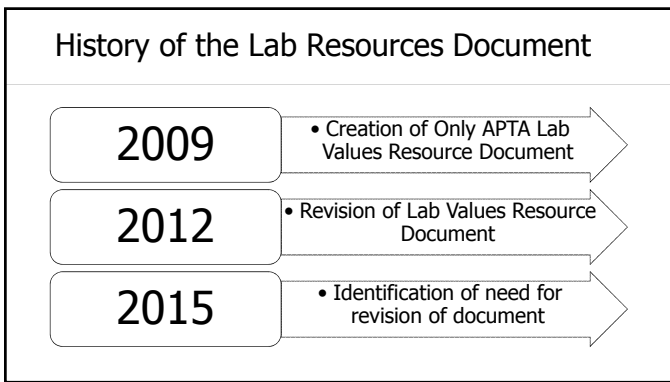 History of the Lab Resources Document
2009
• Creation of Only APTA Lab
Values Resource Document
2012
• Revision of Lab Values Resource
Document
2015
• Identification of need for
revision of document